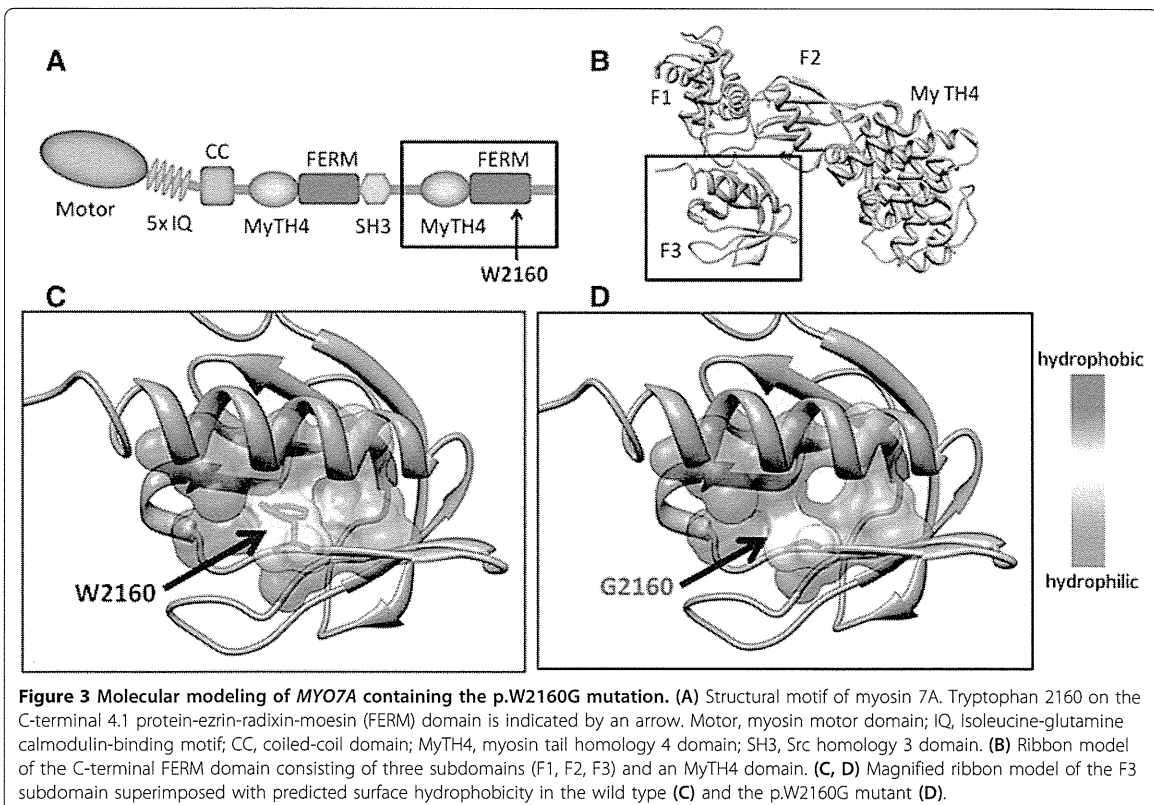 A
B
F2
F1
My TH4
CC
FERM
FERM
Motor
5x IQ
MyTH4
SH3
MyTH4
F3
W2160
C
D
hydrophobic
W2160
G2160
hydrophilic
Figure 3 Molecular modeling of MYO7A containing the p.W2160G mutation. (A) Structural motif of myosin 7A. Tryptophan 2160 on the
C-terminal 4.1 protein-ezrin-radixin-moesin (FERM) domain is indicated by an arrow. Motor, myosin motor domain; IQ, Isoleucine-glutamine
calmodulin-binding motif; CC, coiled-coil domain; MyTH4, myosin tail homology 4 domain; SH3, Src homology 3 domain. (B) Ribbon model
of the C-terminal FERM domain consisting of three subdomains (F1, F2, F3) and an MyTH4 domain. (C, D) Magnified ribbon model of the F3
subdomain superimposed with predicted surface hydrophobicity in the wild type (C) and the p.W2160G mutant (D).